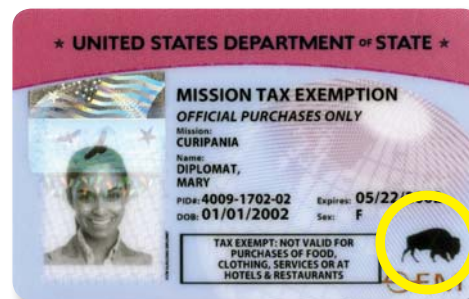 ★ UNITED STATES DEPARTMENT OF STATE ★
MISSION TAX EXEMPTION
OFFICIAL PURCHASES ONLY
Mission:
CURIPANIA
Name:
DIPLOMAT,
MARY
PID#: 4009-1702-02 Expires: 05/22/
DOB: 01/01/2002 Sex: F
TAX EXEMPT: NOT VALID FOR
PURCHASES OF FOOD,
CLOTHING, SERVICES OR AT
HOTELS & RESTAURANTS